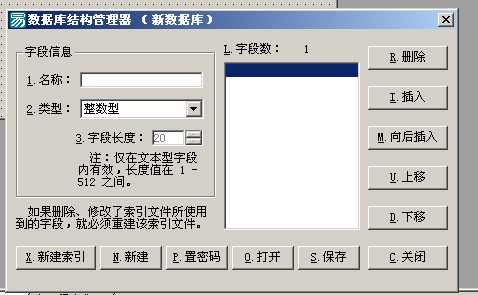 数据库结构管理器 （ 新数据库）
字段信息
1.名称：
2.类型： 整数型
3.字段长度： 20
注：仅在文本型字段
内有效，长度值在 1 -
512 之间。
如果删除、修改了索引文件所使用
到的字段，就必须重建该索引文件。
L.字段数： 1
R.删除
I.插入
M.向后插入
U.上移
D.下移
X.新建索引
N.新建
P.置密码
O.打开
S.保存
C.关闭